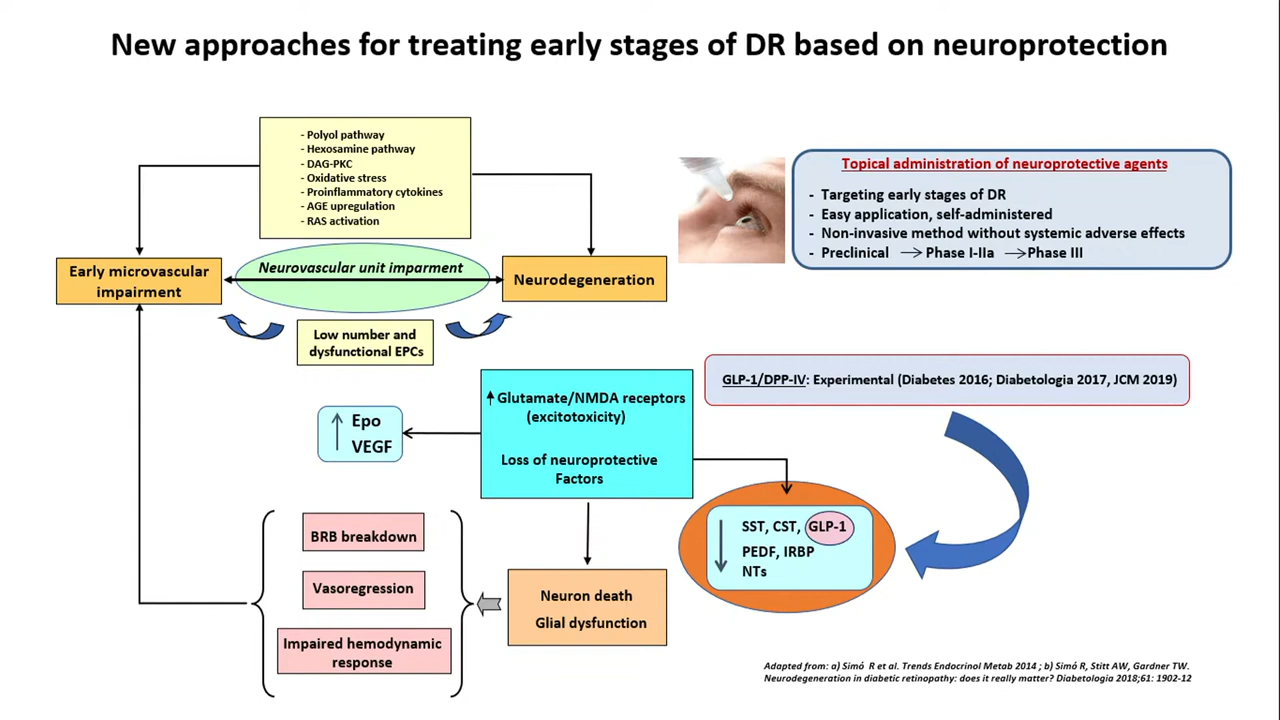 New approaches for treating early stages of DR based on neuroprotection
- Polyol pathway
- Hexosamine pathway
- DAG-PKC
- Oxidative stress
- Proinflammatory cytokines
- AGE upregulation
- RAS activation
Early microvascular
impairment
Neurovascular unit imparment
Neurodegeneration
Low number and
dysfunctional EPCs
Topical administration of neuroprotective agents
- Targeting early stages of DR
- Easy application, self-administered
- Non-invasive method without systemic adverse effects
- Preclinical → Phase I-IIa → Phase III
GLP-1/DPP-IV: Experimental (Diabetes 2016; Diabetologia 2017, JCM 2019)
Glutamate/NMDA receptors
(excitotoxicity)
Loss of neuroprotective
Factors
Epo
VEGF
SST, CST, GLP-1
PEDF, IRBP
NTs
Neuron death
Glial dysfunction
BRB breakdown
Vasoregression
Impaired hemodynamic
response
Adapted from: a) Simó R et al. Trends Endocrinol Metab 2014 ; b) Simó R, Stitt AW, Gardner TW.
Neurodegeneration in diabetic retinopathy: does it really matter? Diabetologia 2018;61: 1902-12